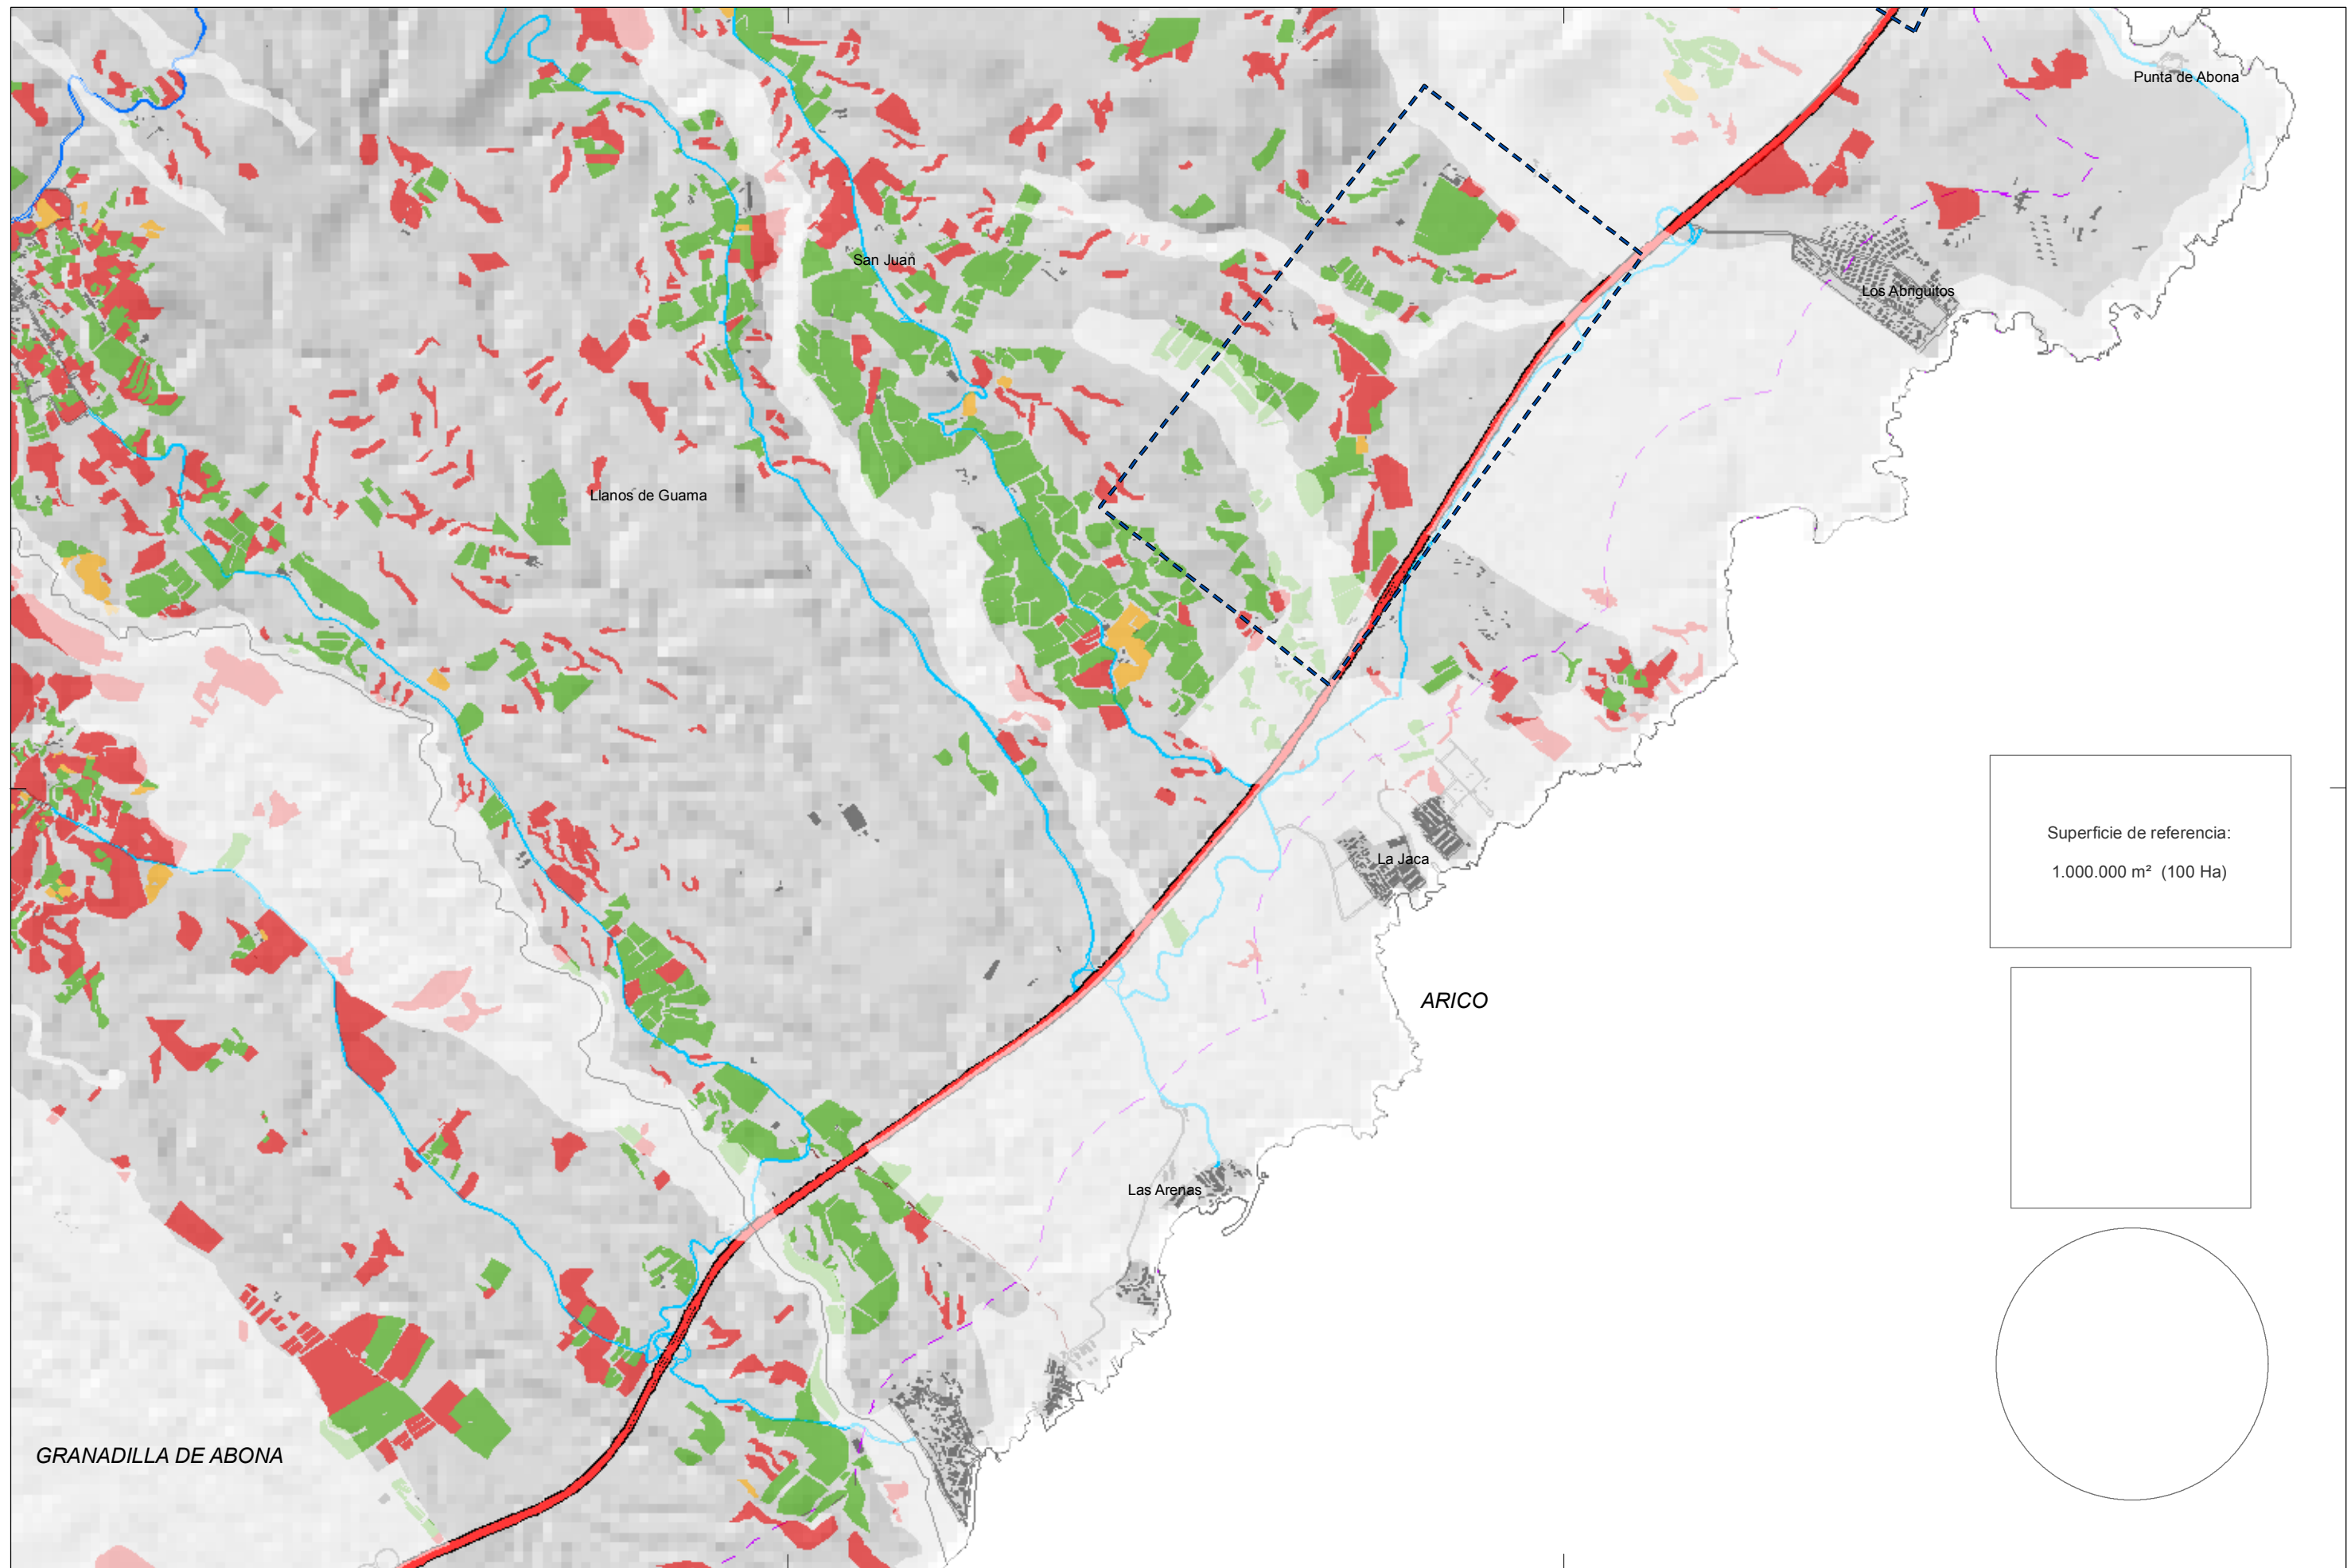 Punta de Abona
San Juan
Los Abriguitos
Llanos de Guama
Superficie de referencia:
1.000.000 m² (100 Ha)
La Jaca
ARICO
Las Arenas
GRANADILLA DE ABONA